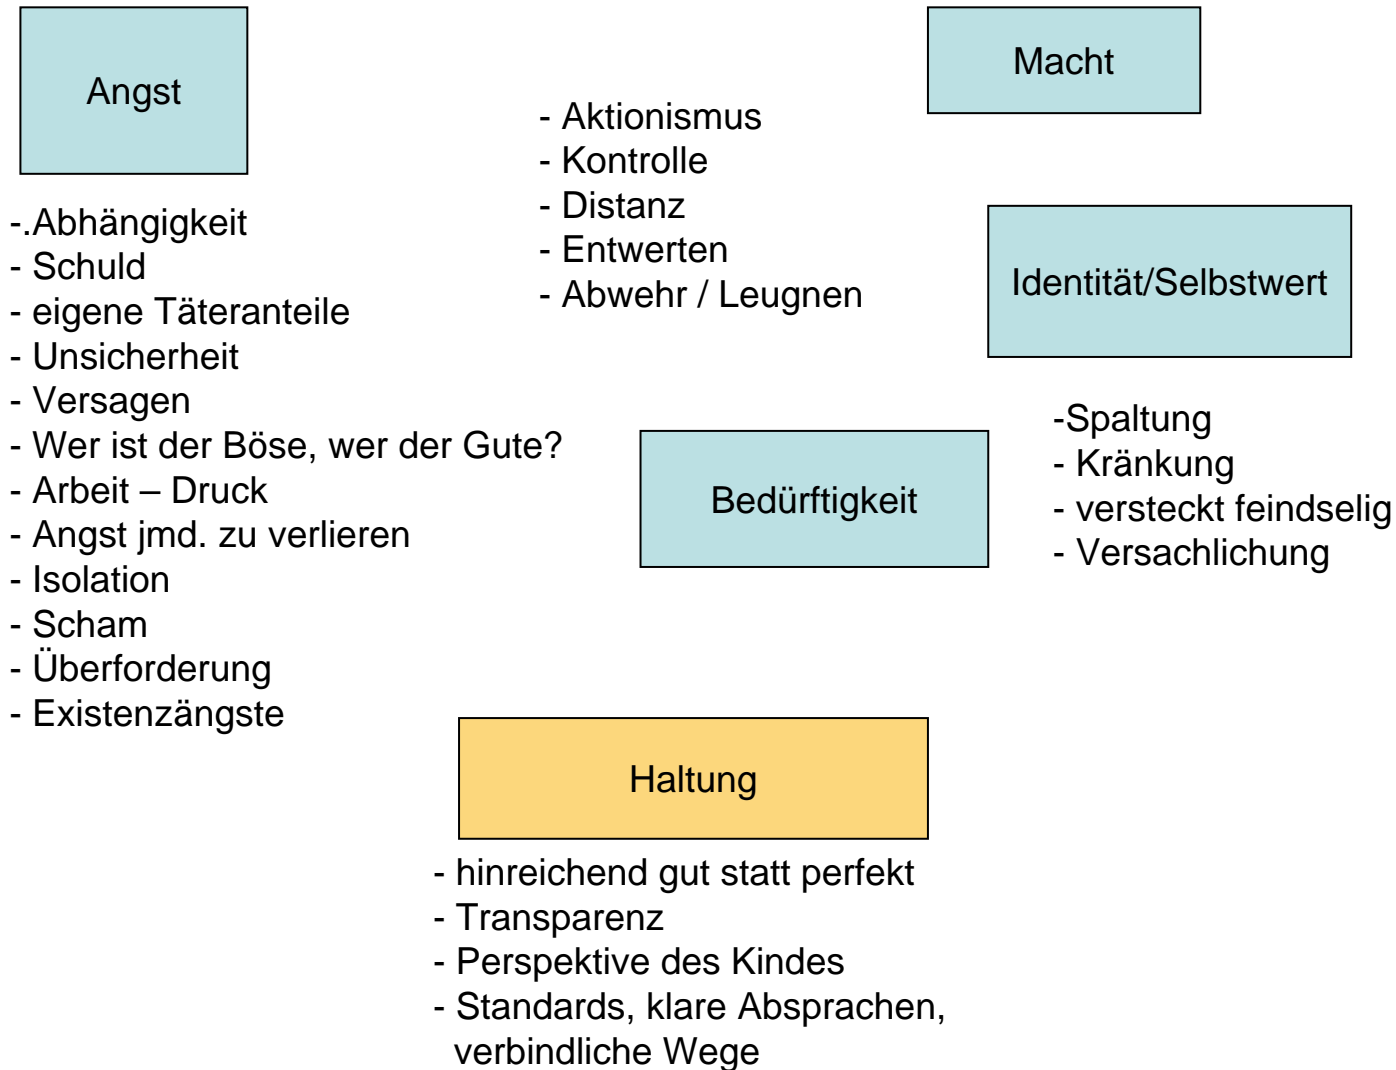 Angst
-.Abhängigkeit
- Schuld
- eigene Täteranteile
- Unsicherheit
- Versagen
- Wer ist der Böse, wer der Gute?
- Arbeit – Druck
- Angst jmd. zu verlieren
- Isolation
- Scham
- Überforderung
- Existenzängste
- Aktionismus
- Kontrolle
- Distanz
- Entwerten
- Abwehr / Leugnen
Macht
Identität/Selbstwert
-Spaltung
- Kränkung
- versteckt feindselig
- Versachlichung
Bedürftigkeit
Haltung
- hinreichend gut statt perfekt
- Transparenz
- Perspektive des Kindes
- Standards, klare Absprachen,
verbindliche Wege